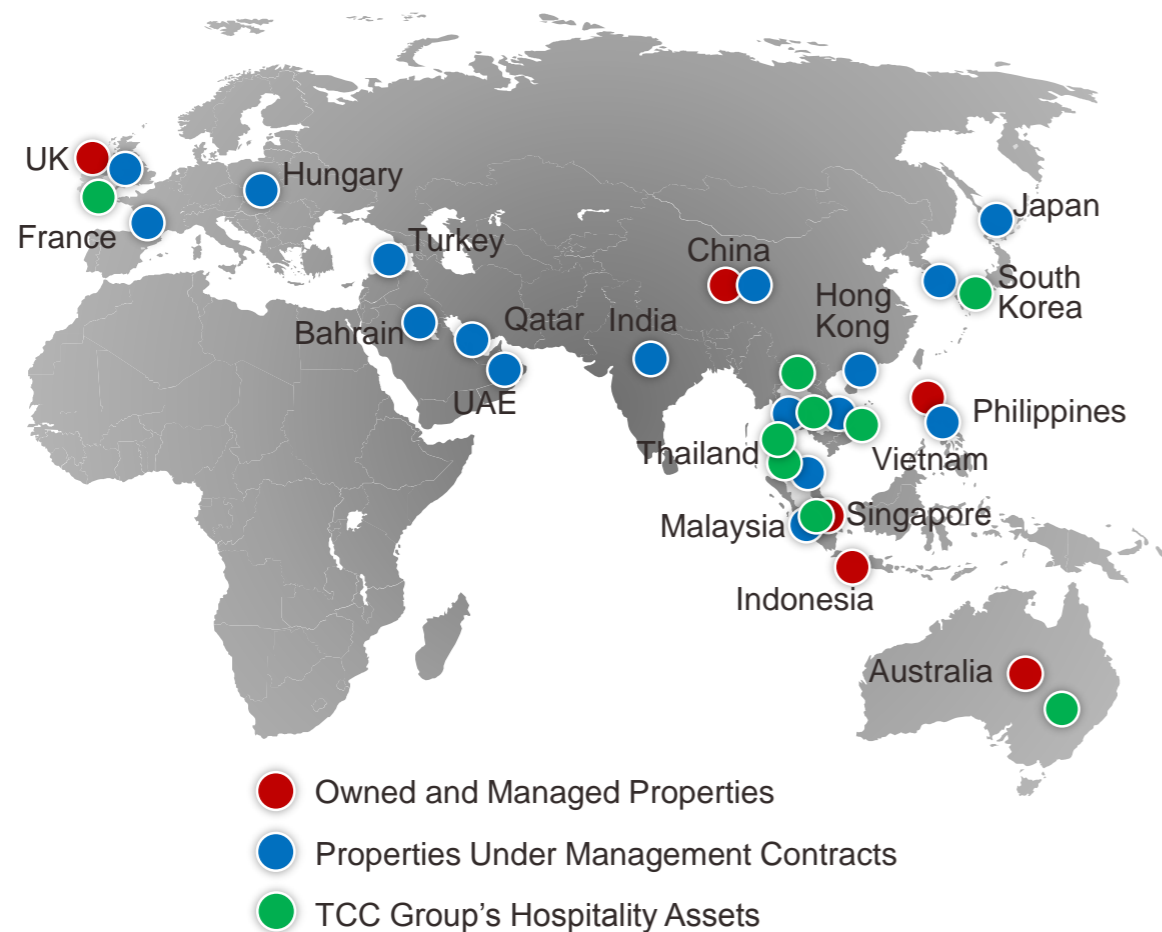 UK
Hungary
France
Turkey
Bahrain
Qatar
UAE
India
China
Hong
Kong
Japan
South
Korea
Philippines
Thailand
Vietnam
Malaysia
Singapore
Indonesia
Australia
Owned and Managed Properties
Properties Under Management Contracts
TCC Group's Hospitality Assets